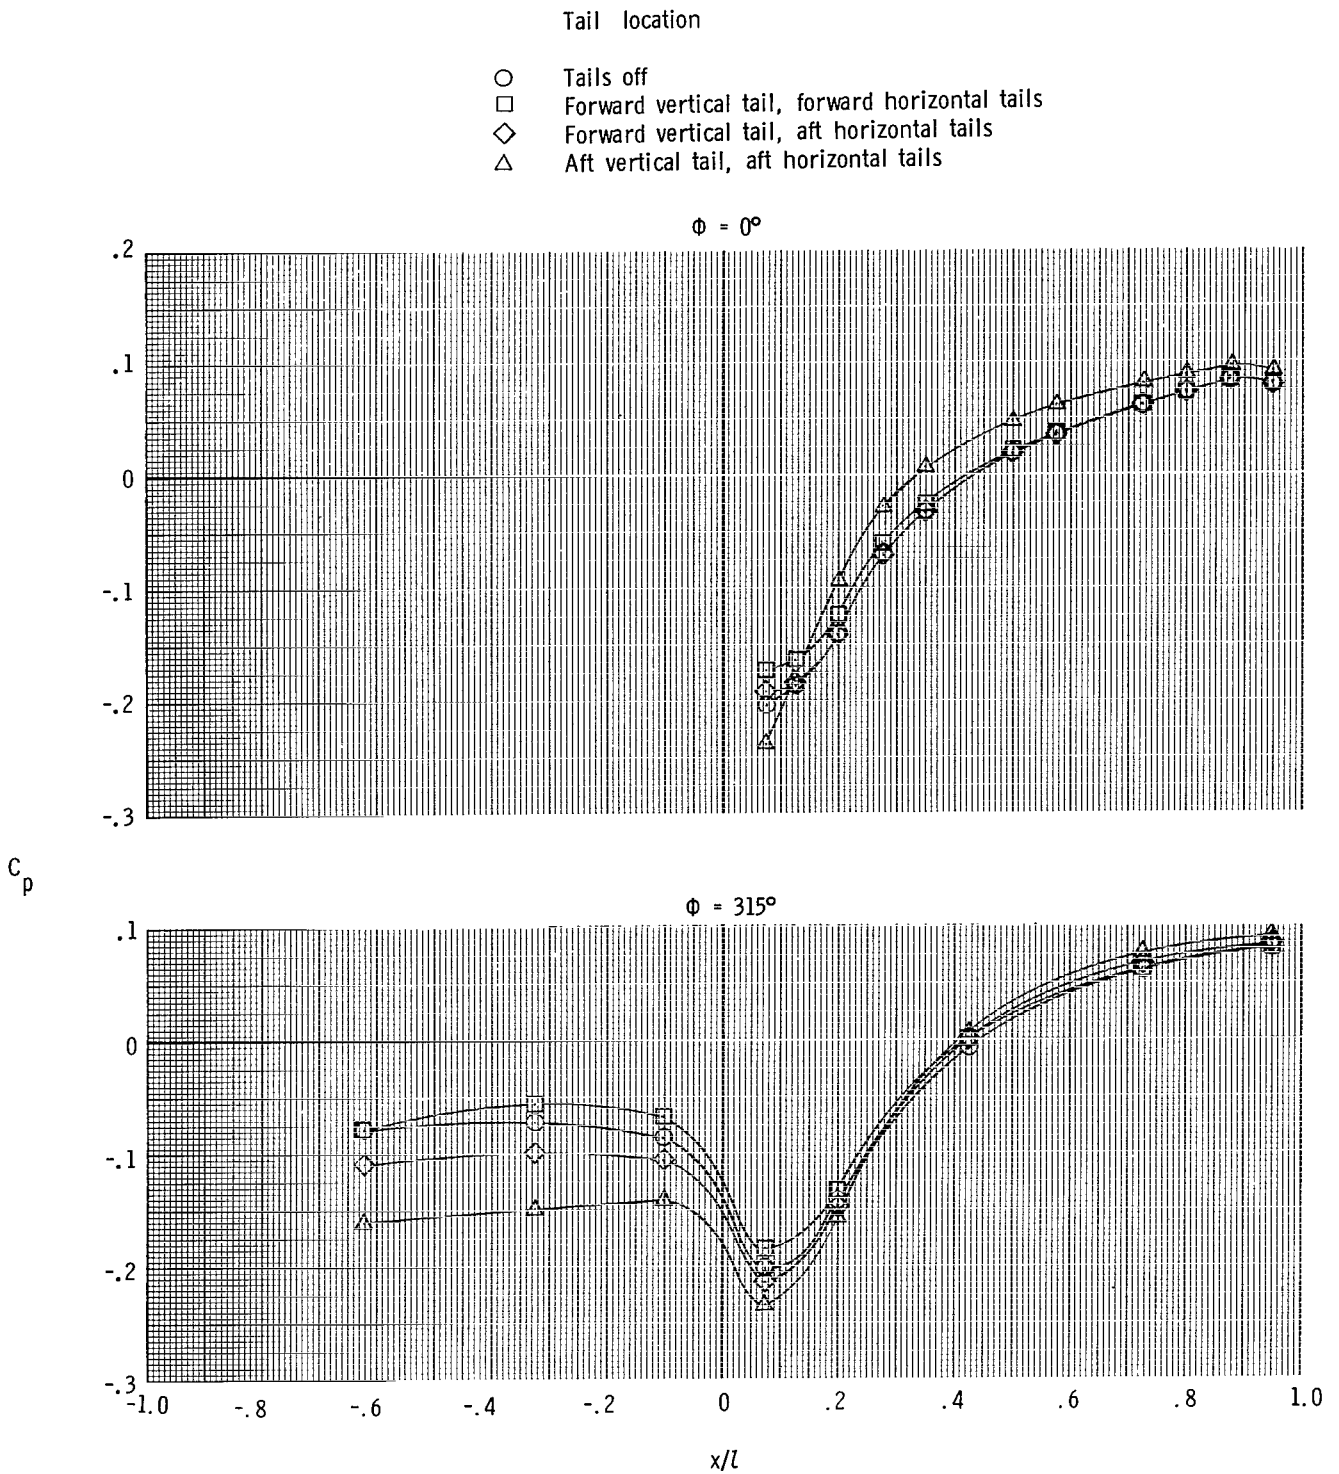 Tail location
Tails off
Forward vertical tail, forward horizontal tails
Forward vertical tail, aft horizontal tails
Aft vertical tail, aft horizontal tails
Φ = 0°
.2
.1
0
-.1
-.2
-.3
Cp
Φ = 315°
.1
0
-.1
-.2
-.3
-1.0 -.8 -.6 -.4 -.2 0 .2 .4 .6 .8 1.0
x/l